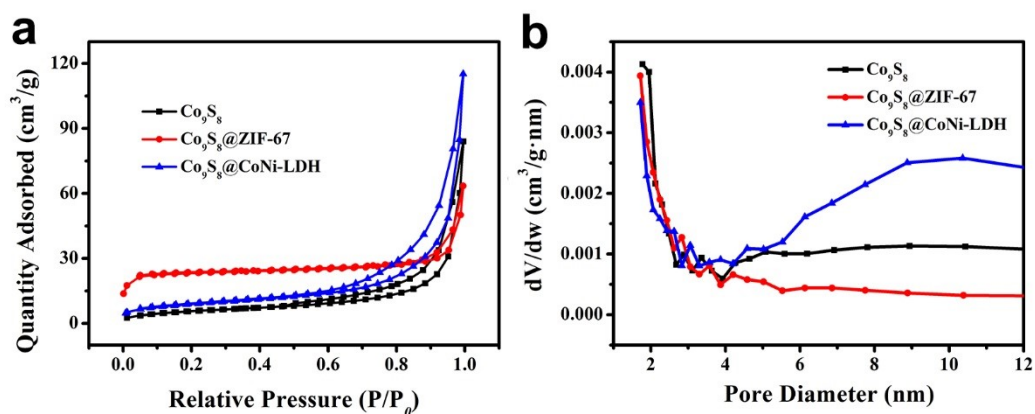 a
Quantity Adsorbed (cm³/g)
120
90
60
30
0
Co₉S₈
Co₉S₈@ZIF-67
Co₉S₈@CoNi-LDH
0.0 0.2 0.4 0.6 0.8 1.0
Relative Pressure (P/P₀)
b
dV/dw (cm³/g·nm)
0.004
0.003
0.002
0.001
0.000
Co₉S₈
Co₉S₈@ZIF-67
Co₉S₈@CoNi-LDH
2 4 6 8 10 12
Pore Diameter (nm)